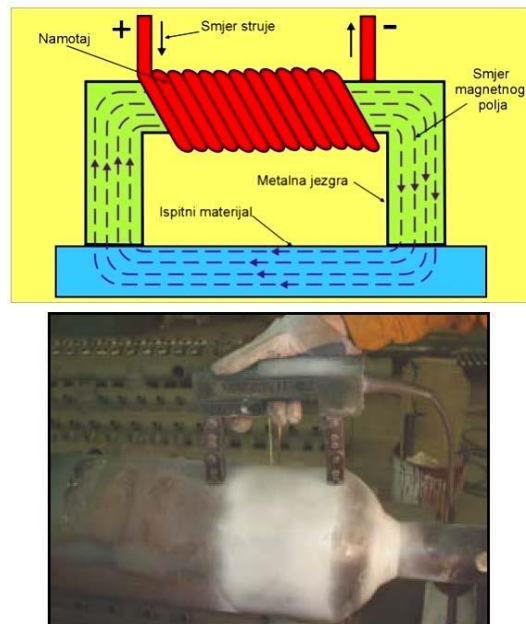 +
Smjer struje
-
Namotaj
Smjer
magnetnog
polja
Metalna jezgra
Ispitni materijal